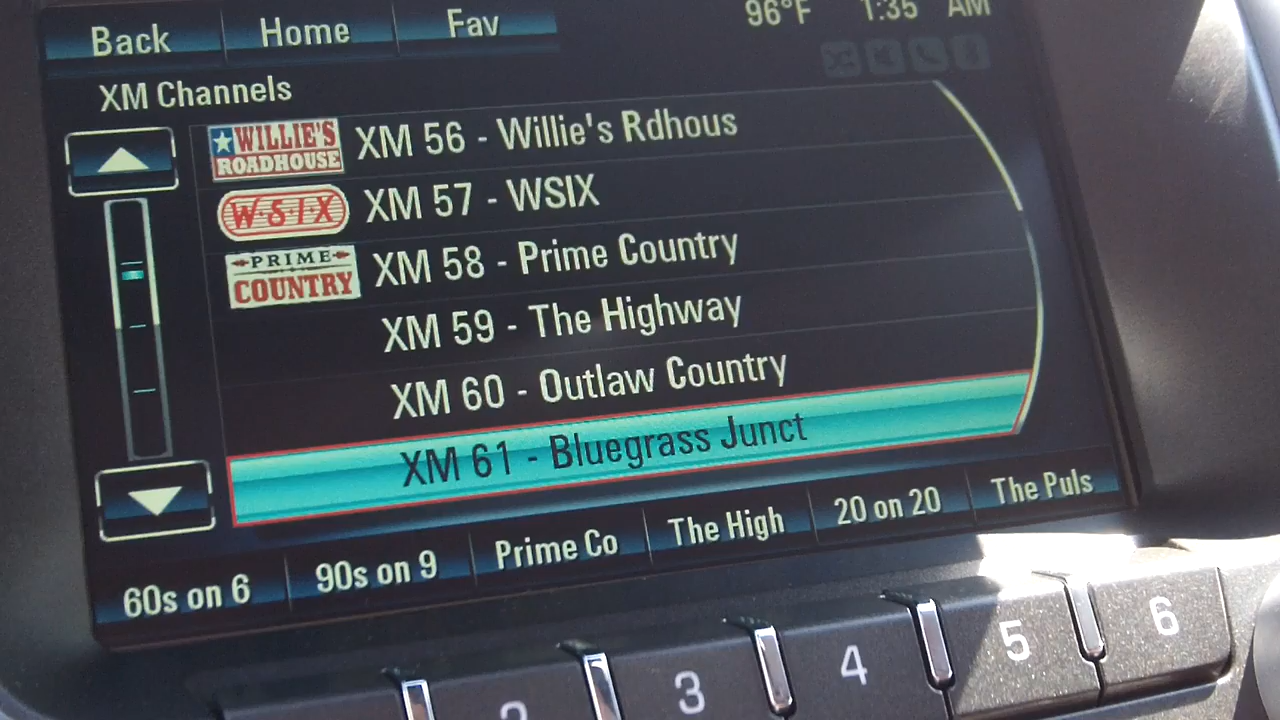 Back Home Fav 96°F 1:35 AM
XM Channels
WILLIE'S ROADHOUSE XM 56 - Willie's Rdhous
W·S·I·X XM 57 - WSIX
PRIME COUNTRY XM 58 - Prime Country
XM 59 - The Highway
XM 60 - Outlaw Country
XM 61 - Bluegrass Junct
60s on 6 90s on 9 Prime Co The High 20 on 20 The Puls
2 3 4 5 6